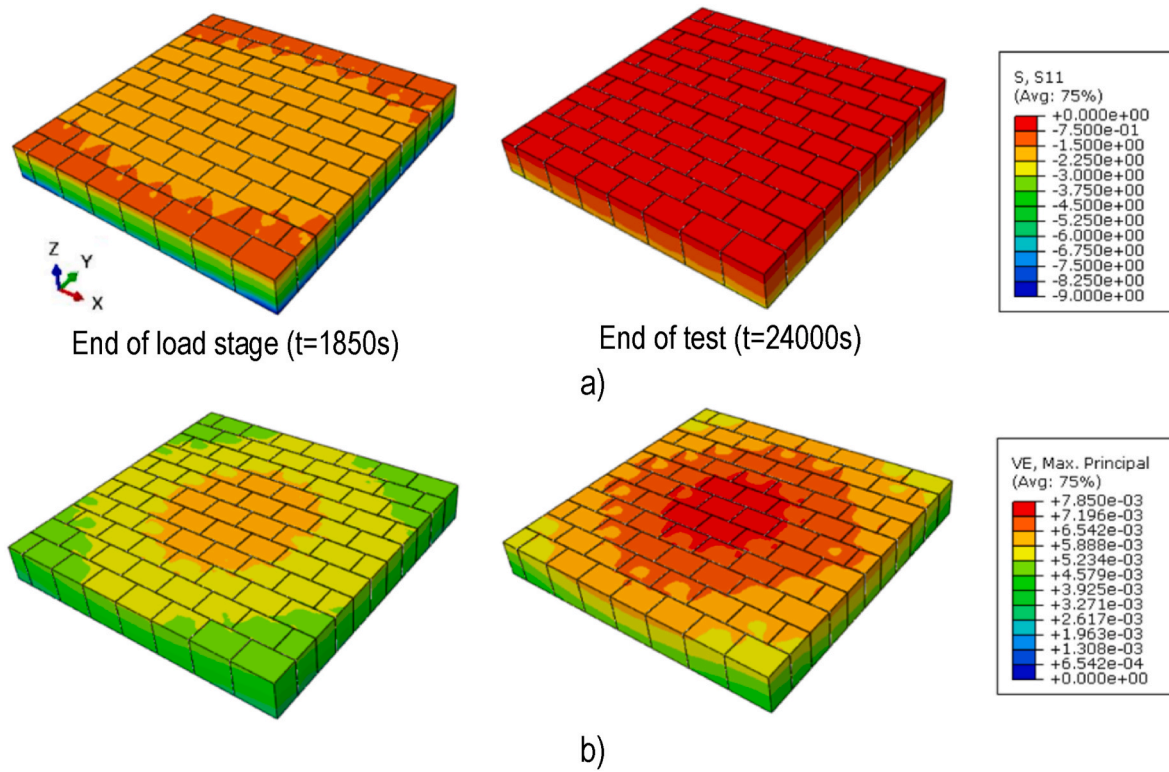 S, S11
(Avg: 75%)
+0.000e+00
-7.500e-01
-1.500e+00
-2.250e+00
-3.000e+00
-3.750e+00
-4.500e+00
-5.250e+00
-6.000e+00
-6.750e+00
-7.500e+00
-8.250e+00
-9.000e+00
Z
Y
X
End of load stage (t=1850s)
End of test (t=24000s)
a)
VE, Max. Principal
(Avg: 75%)
+7.850e-03
+7.196e-03
+6.542e-03
+5.888e-03
+5.234e-03
+4.579e-03
+3.925e-03
+3.271e-03
+2.617e-03
+1.963e-03
+1.308e-03
+6.542e-04
+0.000e+00
b)